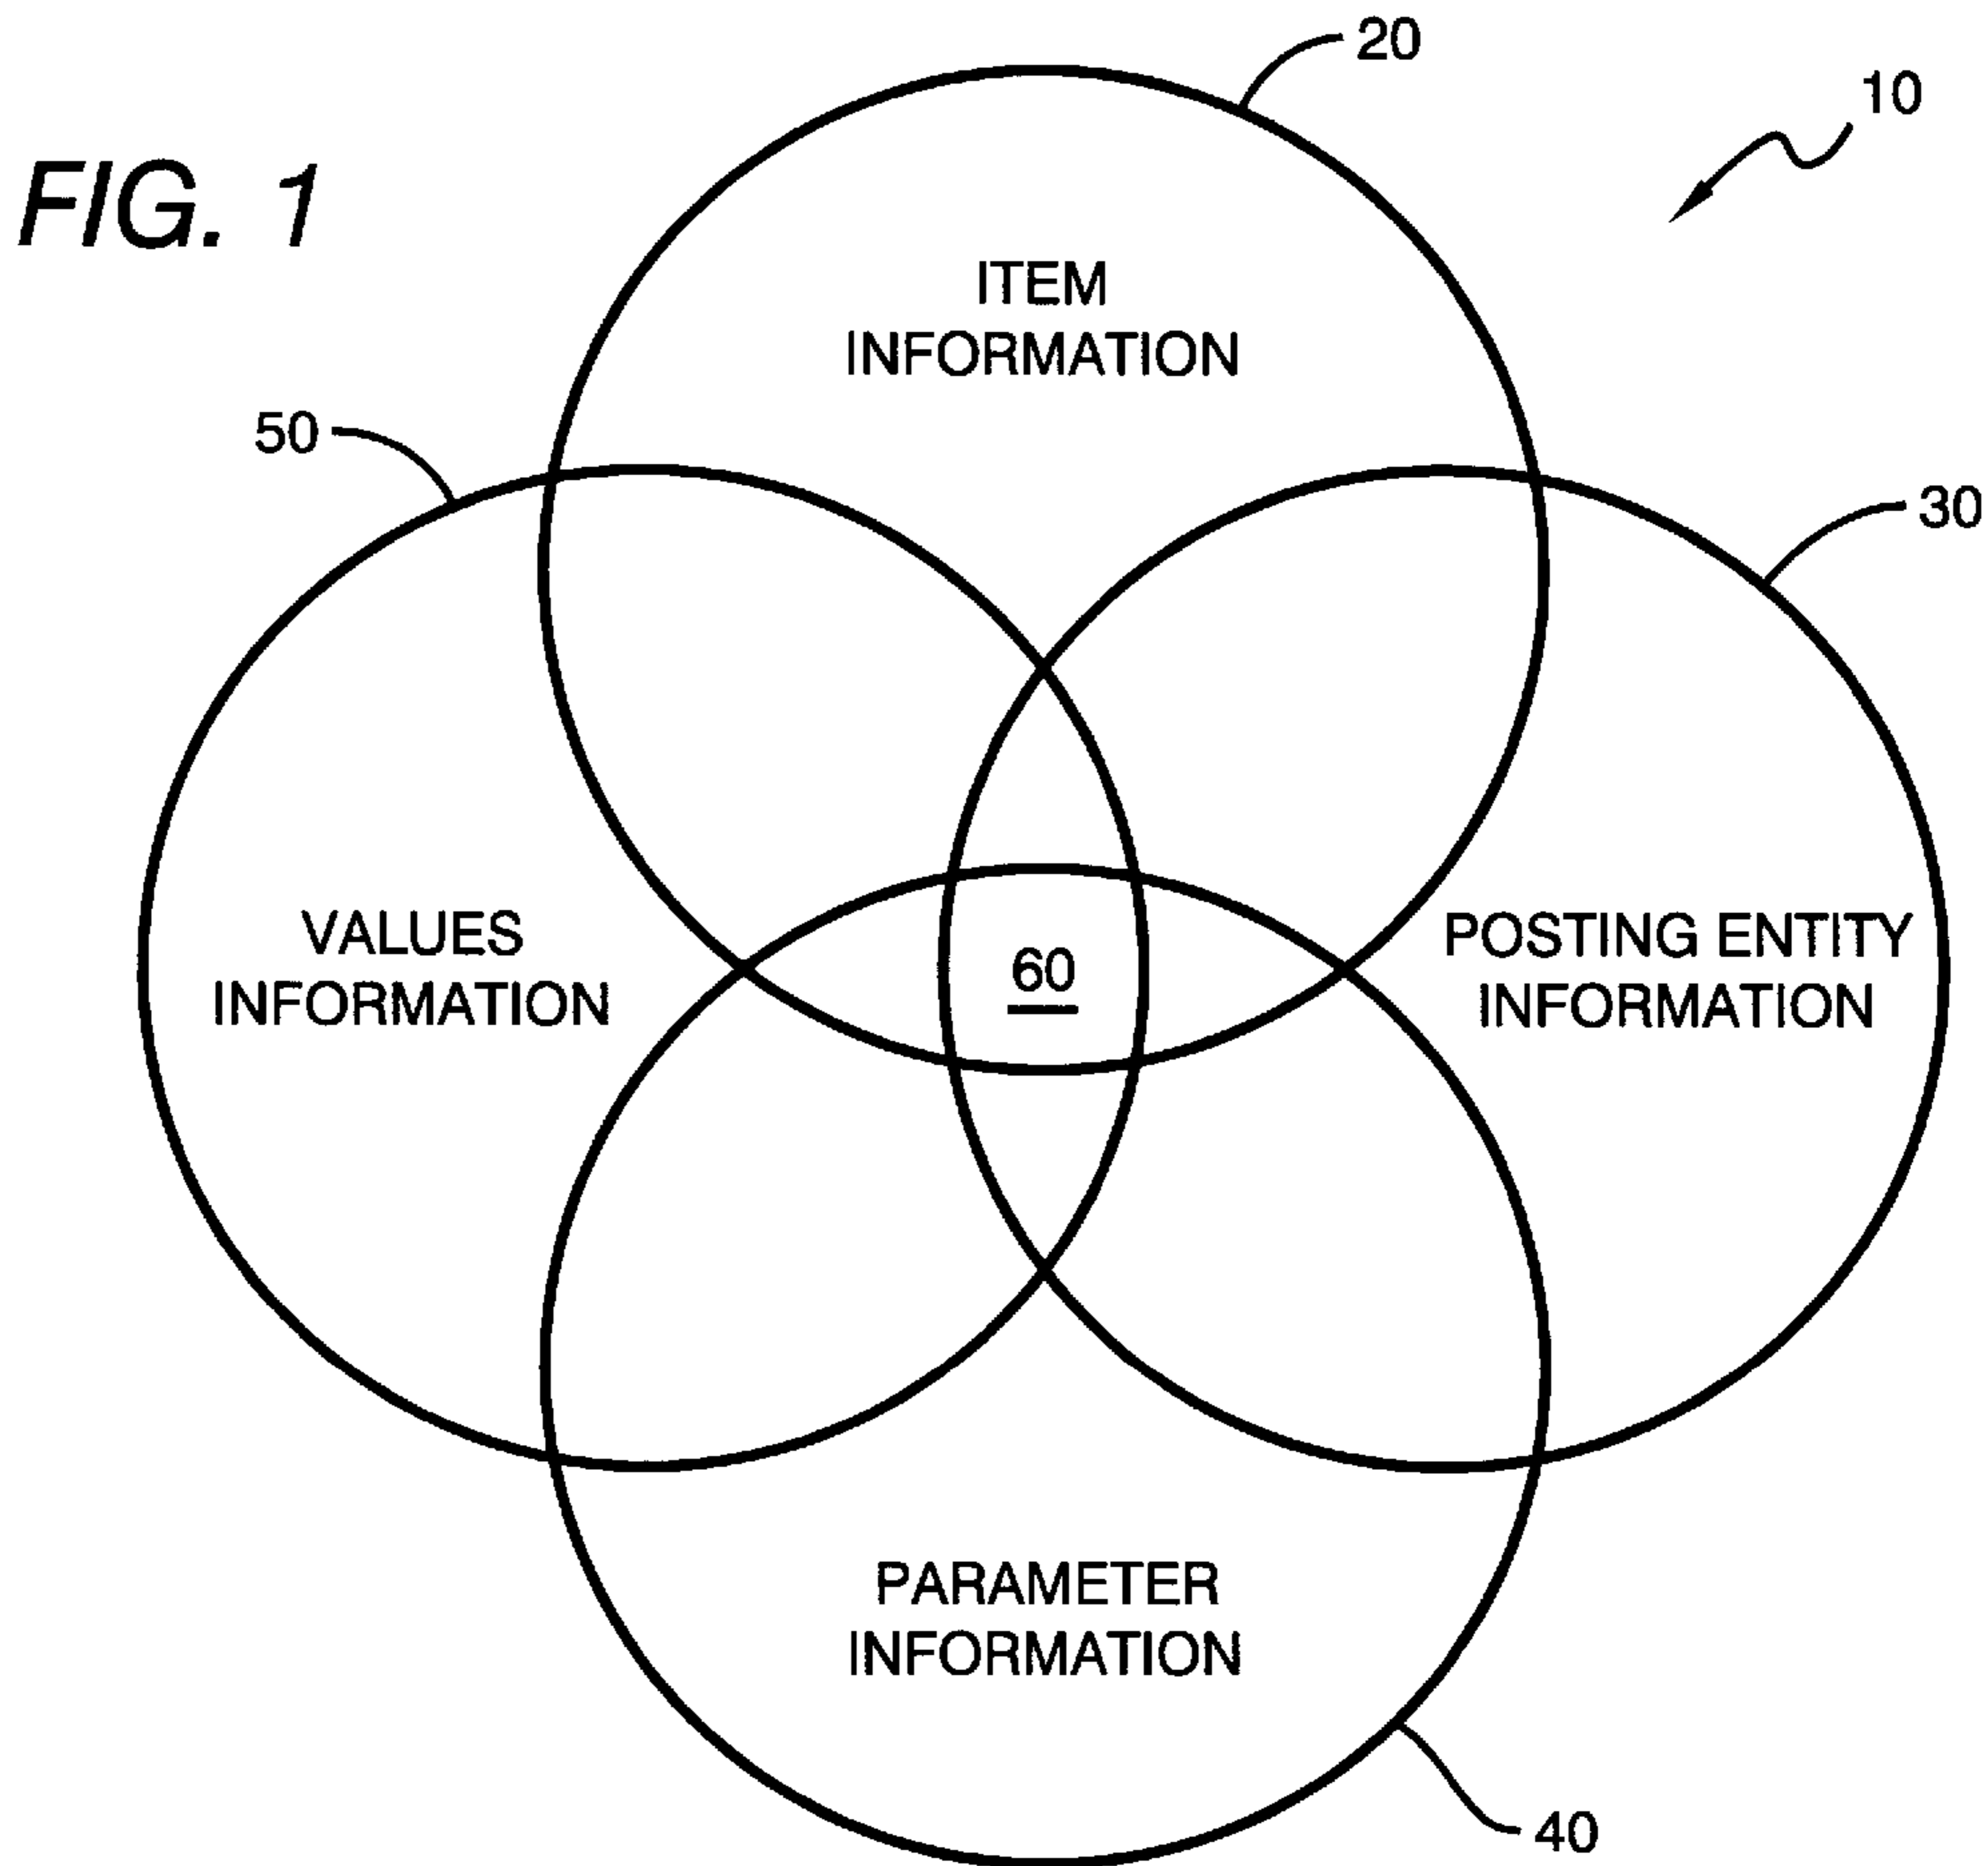 FIG. 1
20
10
ITEM
INFORMATION
50
30
VALUES
INFORMATION
60
POSTING ENTITY
INFORMATION
PARAMETER
INFORMATION
40